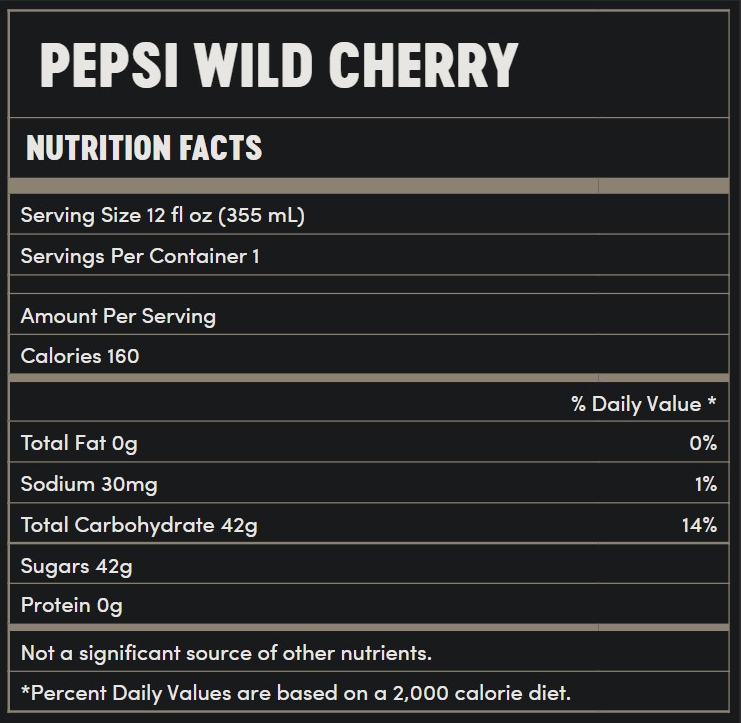 PEPSI WILD CHERRY
NUTRITION FACTS
Serving Size 12 fl oz (355 mL)
Servings Per Container 1
Amount Per Serving
Calories 160
% Daily Value *
Total Fat 0g 0%
Sodium 30mg 1%
Total Carbohydrate 42g 14%
Sugars 42g
Protein 0g
Not a significant source of other nutrients.
*Percent Daily Values are based on a 2,000 calorie diet.